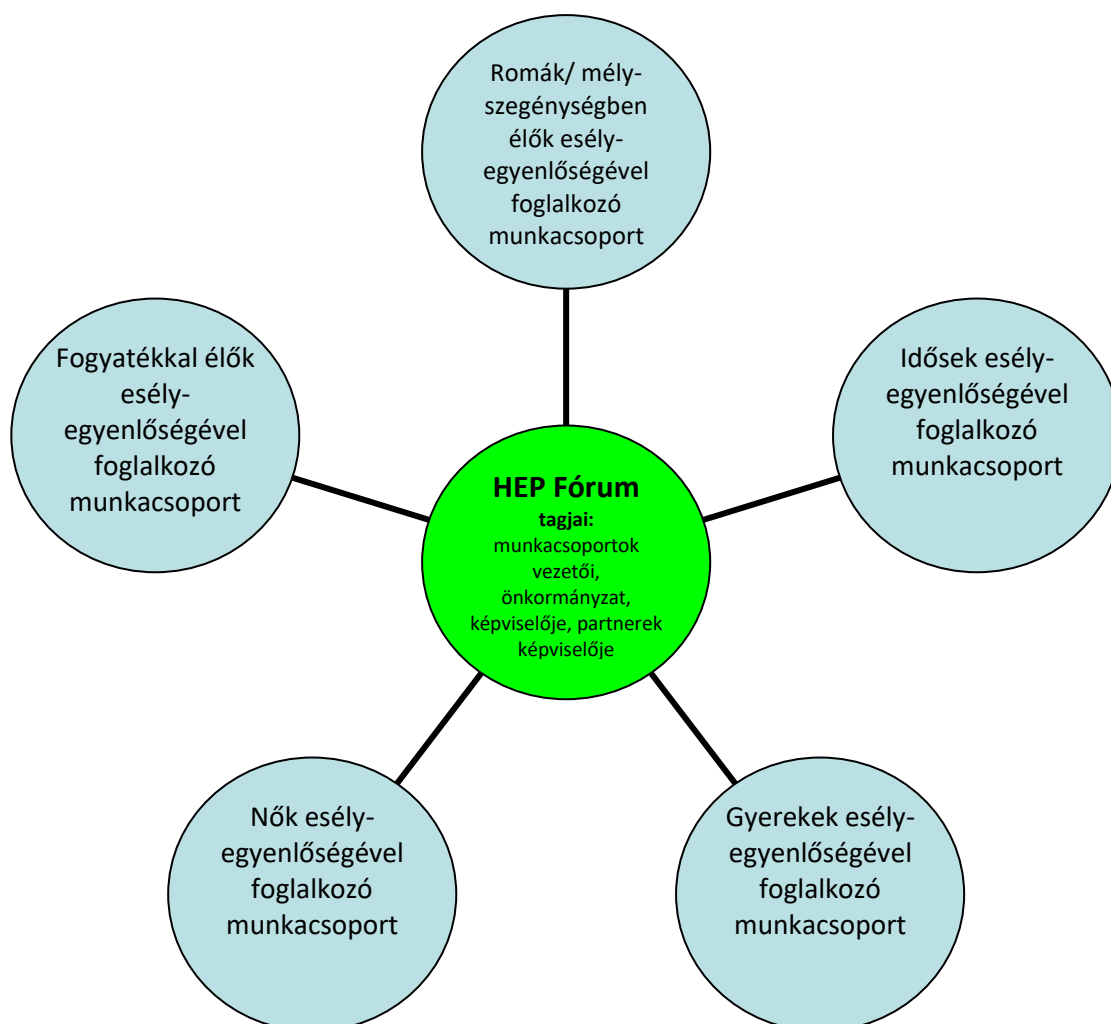 Romák/ mély-
szegénységben
élők esély-
egyenlőségével
foglalkozó
munkacsoport
Fogyatékkal élők
esély-
egyenlőségével
foglalkozó
munkacsoport
Idősek esély-
egyenlőségével
foglalkozó
munkacsoport
HEP Fórum
tagjai:
munkacsoportok
vezetői,
önkormányzat,
képviselője, partnerek
képviselője
Nők esély-
egyenlőségével
foglalkozó
munkacsoport
Gyerekek esély-
egyenlőségével
foglalkozó
munkacsoport